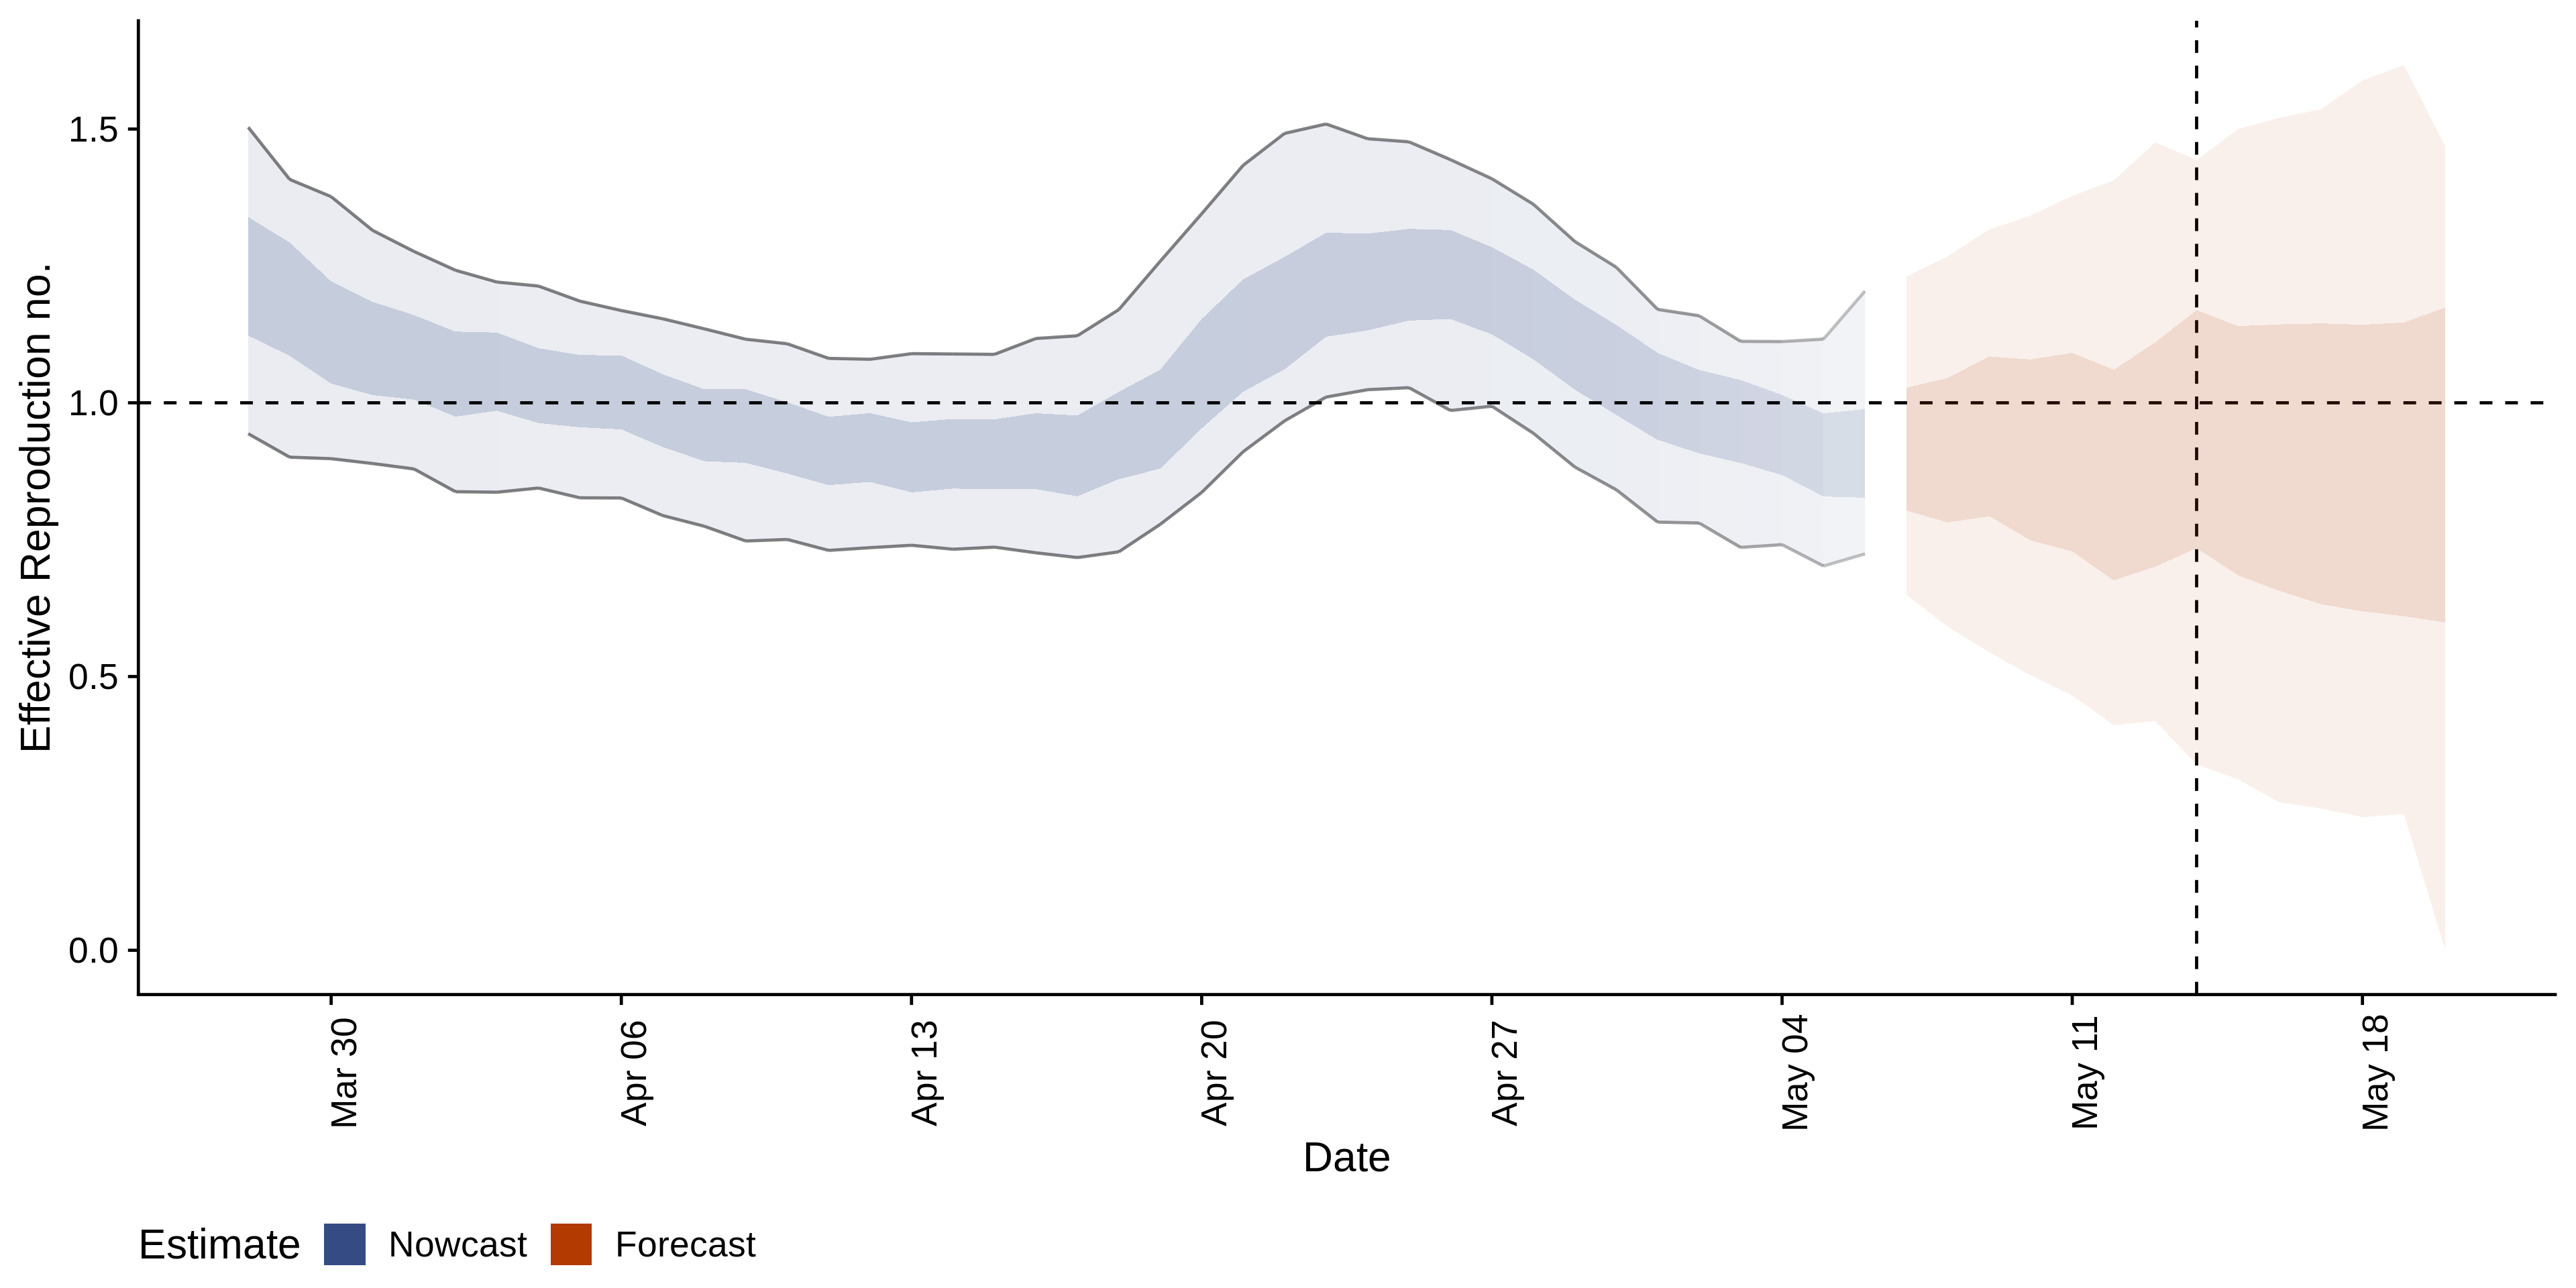 Effective Reproduction no.
1.5
1.0
0.5
0.0
Mar 30
Apr 06
Apr 13
Apr 20
Apr 27
May 04
May 11
May 18
Date
Estimate Nowcast Forecast